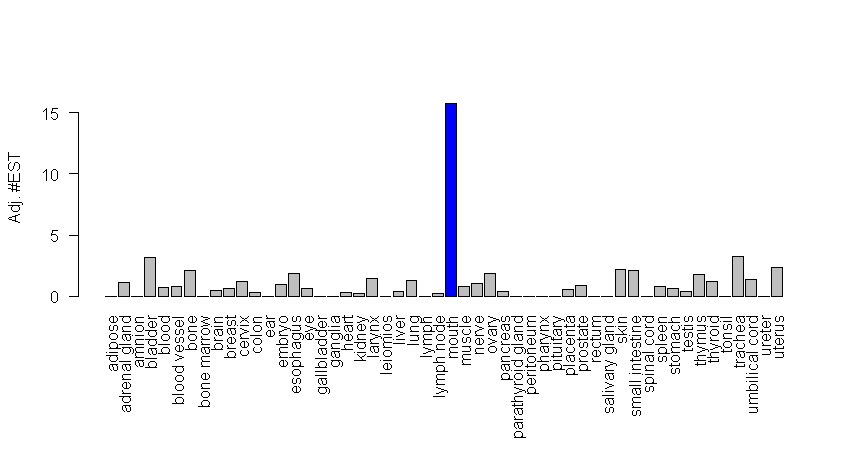 Adj. #EST
15
10
5
0
adipose
adrenal gland
amnion
bladder
blood
blood vessel
bone
bone marrow
brain
breast
cervix
colon
ear
embryo
esophagus
eye
gallbladder
ganglia
heart
kidney
larynx
leiomios
liver
lung
lymph
lymph node
mouth
muscle
nerve
ovary
pancreas
parathyroid gland
peritoneum
pharynx
pituitary
placenta
prostate
rectum
salivary gland
skin
small intestine
spinal cord
spleen
stomach
testis
thymus
thyroid
tonsil
trachea
umbilical cord
ureter
uterus